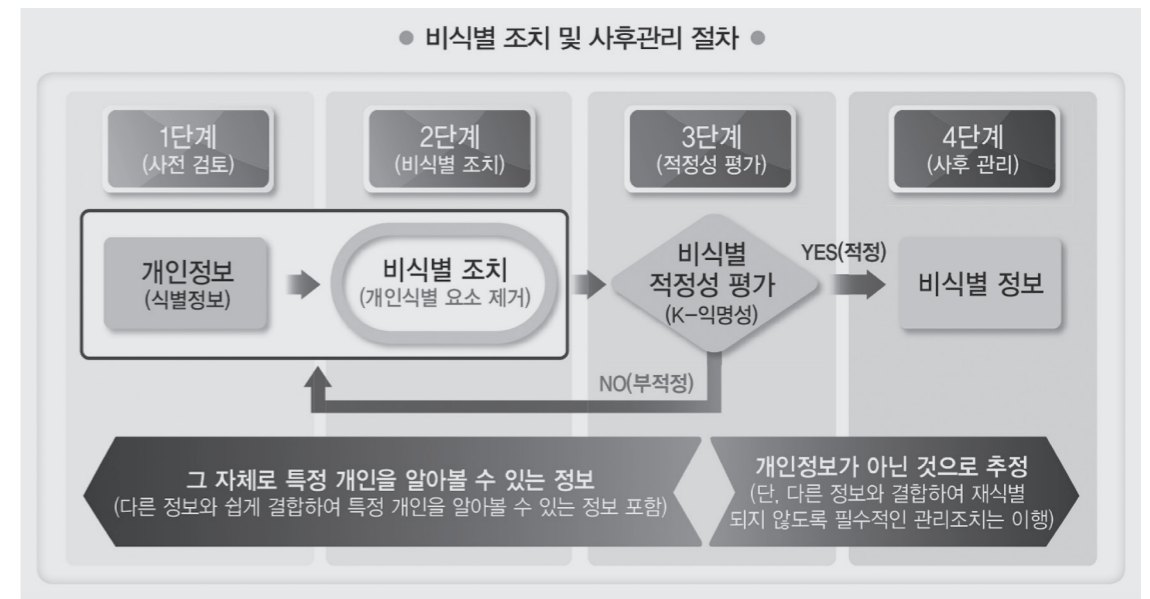 ● 비식별 조치 및 사후관리 절차 ●
1단계
(사전 검토)
2단계
(비식별 조치)
3단계
(적정성 평가)
4단계
(사후 관리)
개인정보
(식별정보)
비식별 조치
(개인식별 요소 제거)
비식별
적정성 평가
(K-익명성)
YES(적정)
비식별 정보
NO(부적정)
그 자체로 특정 개인을 알아볼 수 있는 정보
(다른 정보와 쉽게 결합하여 특정 개인을 알아볼 수 있는 정보 포함)
개인정보가 아닌 것으로 추정
(단, 다른 정보와 결합하여 재식별
되지 않도록 필수적인 관리조치는 이행)